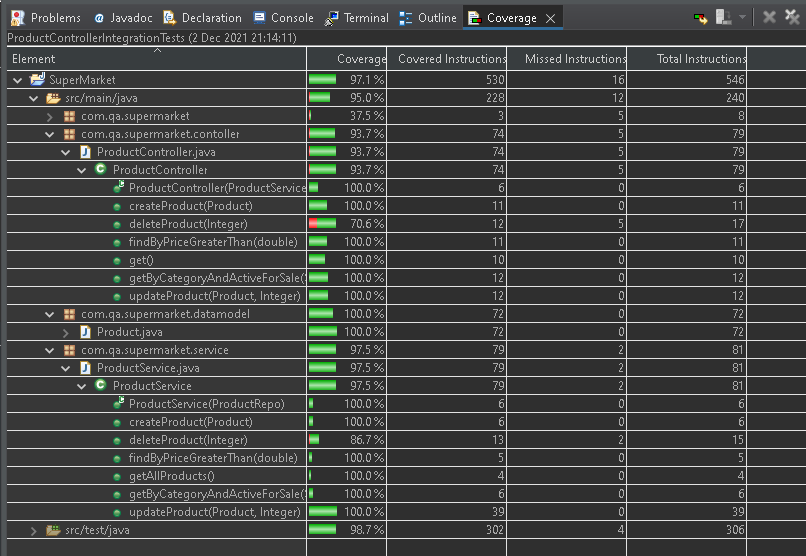 Problems Javadoc Declaration Console Terminal Outline Coverage
ProductControllerIntegrationTests (2 Dec 2021 21:14:11)
Element Coverage Covered Instructions Missed Instructions Total Instructions
SuperMarket 97.1 % 530 16 546
src/main/java 95.0 % 228 12 240
com.qa.supermarket 37.5 % 3 5 8
com.qa.supermarket.contoller 93.7 % 74 5 79
ProductController.java 93.7 % 74 5 79
ProductController 93.7 % 74 5 79
ProductController(ProductService 100.0 % 6 0 6
createProduct(Product) 100.0 % 11 0 11
deleteProduct(Integer) 70.6 % 12 5 17
findByPriceGreaterThan(double) 100.0 % 11 0 11
get() 100.0 % 10 0 10
getByCategoryAndActiveForSale( 100.0 % 12 0 12
updateProduct(Product, Integer) 100.0 % 12 0 12
com.qa.supermarket.datamodel 100.0 % 72 0 72
Product.java 100.0 % 72 0 72
com.qa.supermarket.service 97.5 % 79 2 81
ProductService.java 97.5 % 79 2 81
ProductService 97.5 % 79 2 81
ProductService(ProductRepo) 100.0 % 6 0 6
createProduct(Product) 100.0 % 6 0 6
deleteProduct(Integer) 86.7 % 13 2 15
findByPriceGreaterThan(double) 100.0 % 5 0 5
getAllProducts() 100.0 % 4 0 4
getByCategoryAndActiveForSale( 100.0 % 6 0 6
updateProduct(Product, Integer) 100.0 % 39 0 39
src/test/java 98.7 % 302 4 306